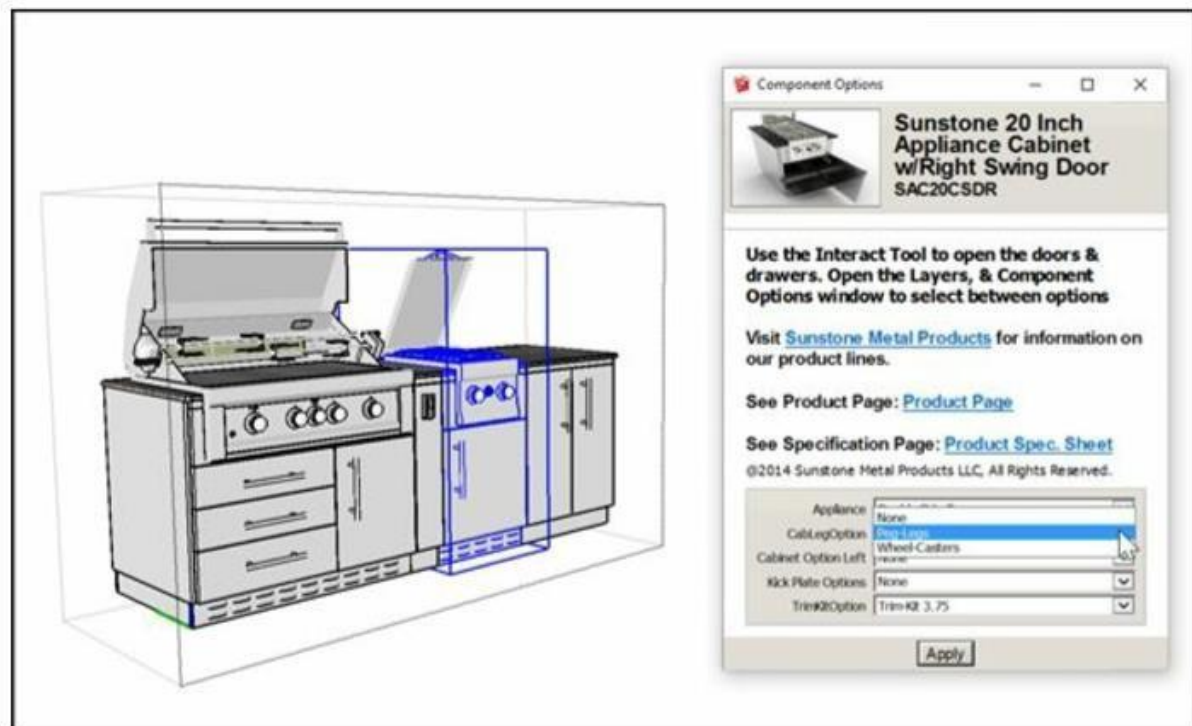 Component Options
Sunstone 20 Inch
Appliance Cabinet
w/Right Swing Door
SAC20CSDR
Use the Interact Tool to open the doors &
drawers. Open the Layers, & Component
Options window to select between options
Visit Sunstone Metal Products for information on
our product lines.
See Product Page: Product Page
See Specification Page: Product Spec. Sheet
@2014 Sunstone Metal Products LLC, All Rights Reserved.
Appliance
None
CabLegOption Peg-Legs
Wheel-Casters
Cabinet Option Left None
Kick Plate Options None
TrimKitOption Trim-Kit 3.75
Apply